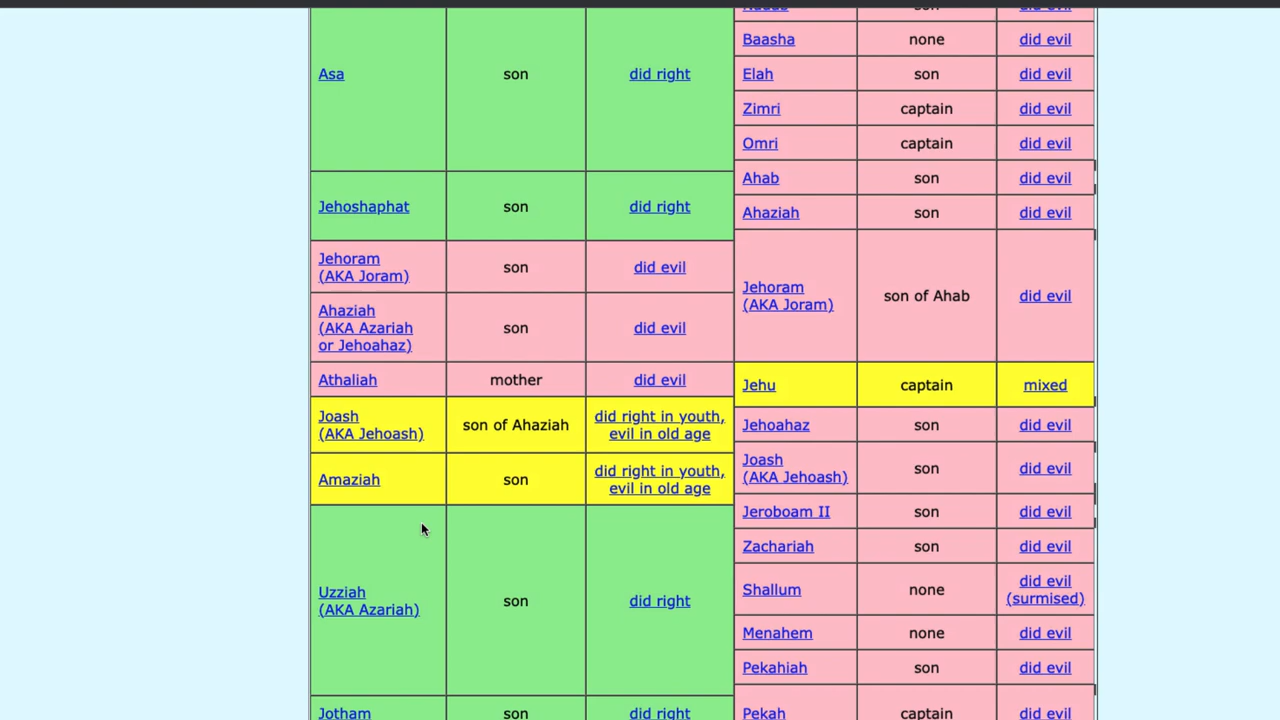 son
did evil
Baasha
none
did evil
Asa
son
did right
Elah
son
did evil
Zimri
captain
did evil
Omri
captain
did evil
Ahab
son
did evil
Jehoshaphat
son
did right
Ahaziah
son
did evil
Jehoram
(AKA Joram)
son
did evil
Jehoram
(AKA Joram)
son of Ahab
did evil
Ahaziah
(AKA Azariah
or Jehoahaz)
son
did evil
Athaliah
mother
did evil
Jehu
captain
mixed
Joash
(AKA Jehoash)
son of Ahaziah
did right in youth,
evil in old age
Jehoahaz
son
did evil
Amaziah
son
did right in youth,
evil in old age
Joash
(AKA Jehoash)
son
did evil
Jeroboam II
son
did evil
Zachariah
son
did evil
Uzziah
(AKA Azariah)
son
did right
Shallum
none
did evil
(surmised)
Menahem
none
did evil
Pekahiah
son
did evil
Jotham
son
did right
Pekah
captain
did evil